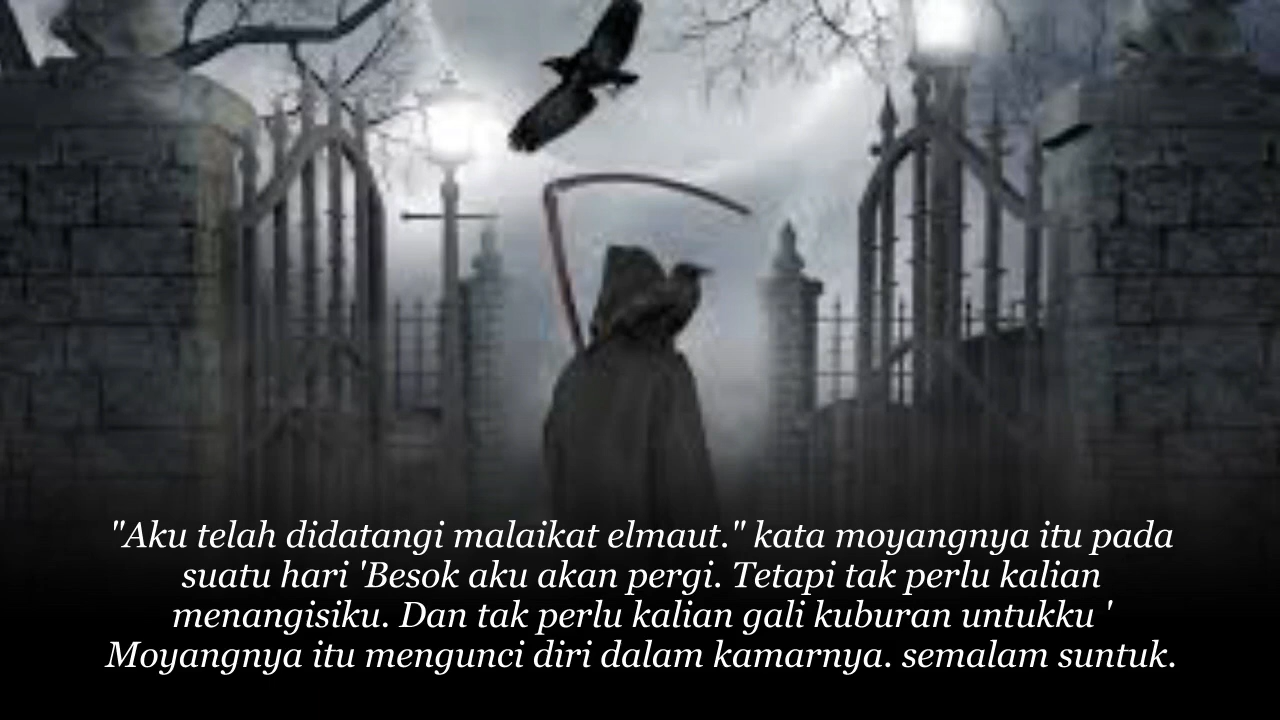 "Aku telah didatangi malaikat elmaut." kata moyangnya itu pada
suatu hari 'Besok aku akan pergi. Tetapi tak perlu kalian
menangisiku. Dan tak perlu kalian gali kuburan untukku '
Moyangnya itu mengunci diri dalam kamarnya. semalam suntuk.